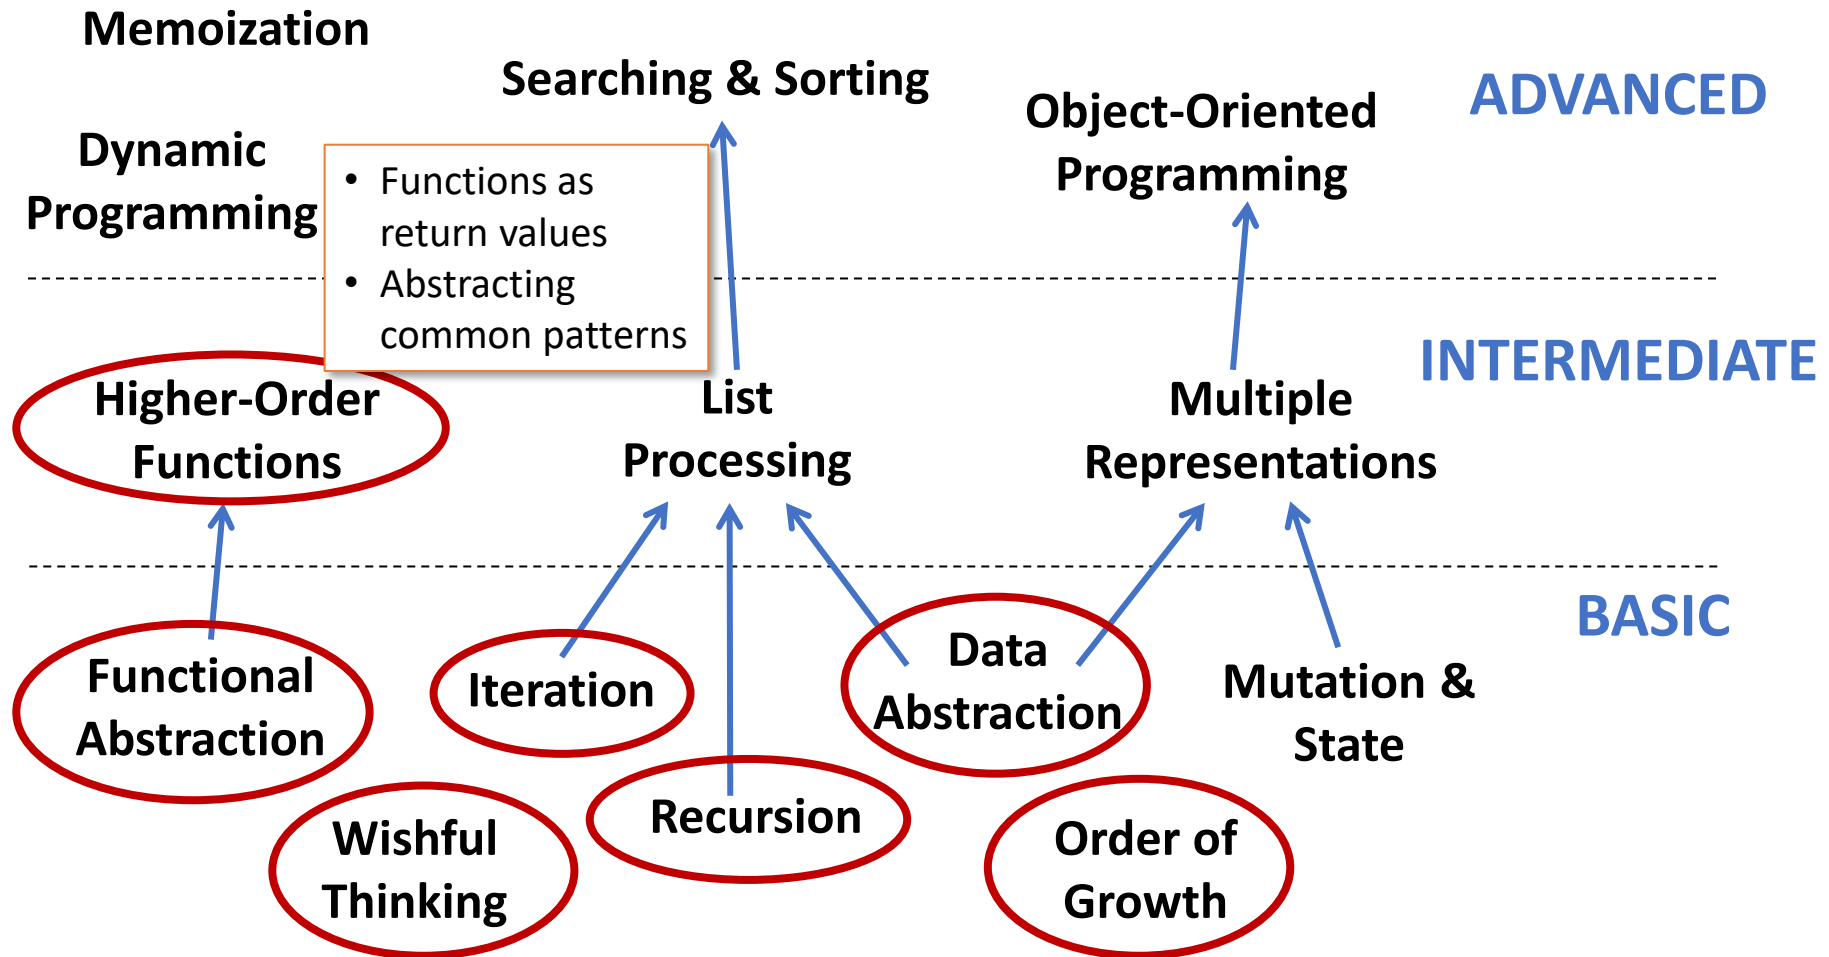 Memoization
Searching & Sorting
ADVANCED
Object-Oriented
Programming
Dynamic
Programming
• Functions as
return values
• Abstracting
common patterns
INTERMEDIATE
Higher-Order
Functions
List
Processing
Multiple
Representations
BASIC
Functional
Abstraction
Iteration
Data
Abstraction
Mutation &
State
Wishful
Thinking
Recursion
Order of
Growth